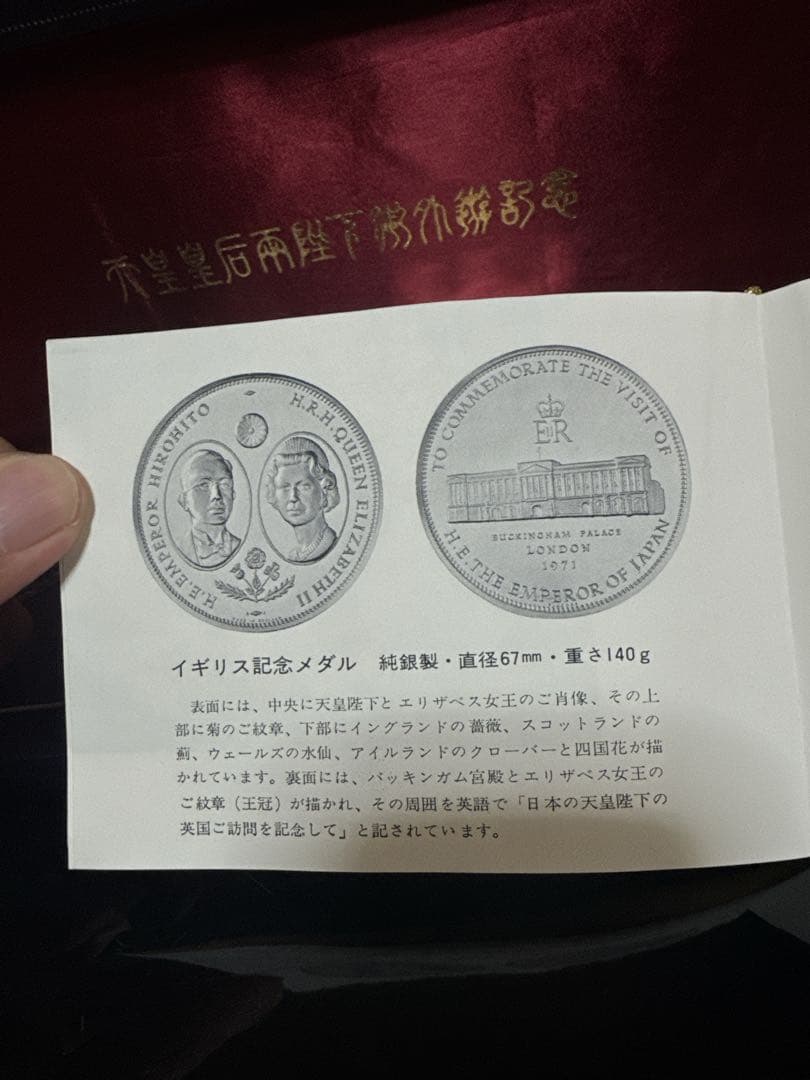 天皇皇后両陛下御外遊記念
H.E. EMPEROR HIROHITO
H.R.H. QUEEN ELIZABETH II
TO COMMEMORATE THE VISIT OF
EIIR
BUCKINGHAM PALACE
LONDON
1971
H.E. THE EMPEROR OF JAPAN
イギリス記念メダル 純銀製・直径67mm・重さ140g
表面には、中央に天皇陛下とエリザベス女王のご肖像、その上
部に菊のご紋章、下部にイングランドの薔薇、スコットランドの
薊、ウェールズの水仙、アイルランドのクローバーと四国花が描
かれています。裏面には、バッキンガム宮殿とエリザベス女王の
ご紋章（王冠）が描かれ、その周囲を英語で「日本の天皇陛下の
英国ご訪問を記念して」と記されています。